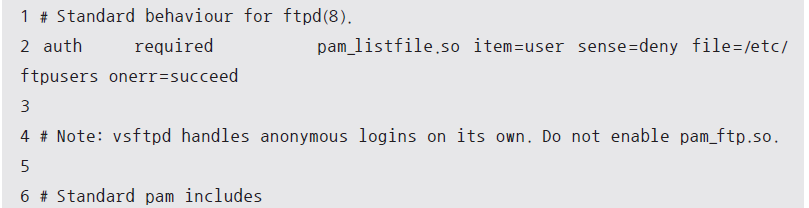 1 # Standard behaviour for ftpd(8).
2 auth required pam_listfile.so item=user sense=deny file=/etc/
ftpusers onerr=succeed
3
4 # Note: vsftpd handles anonymous logins on its own. Do not enable pam_ftp.so.
5
6 # Standard pam includes